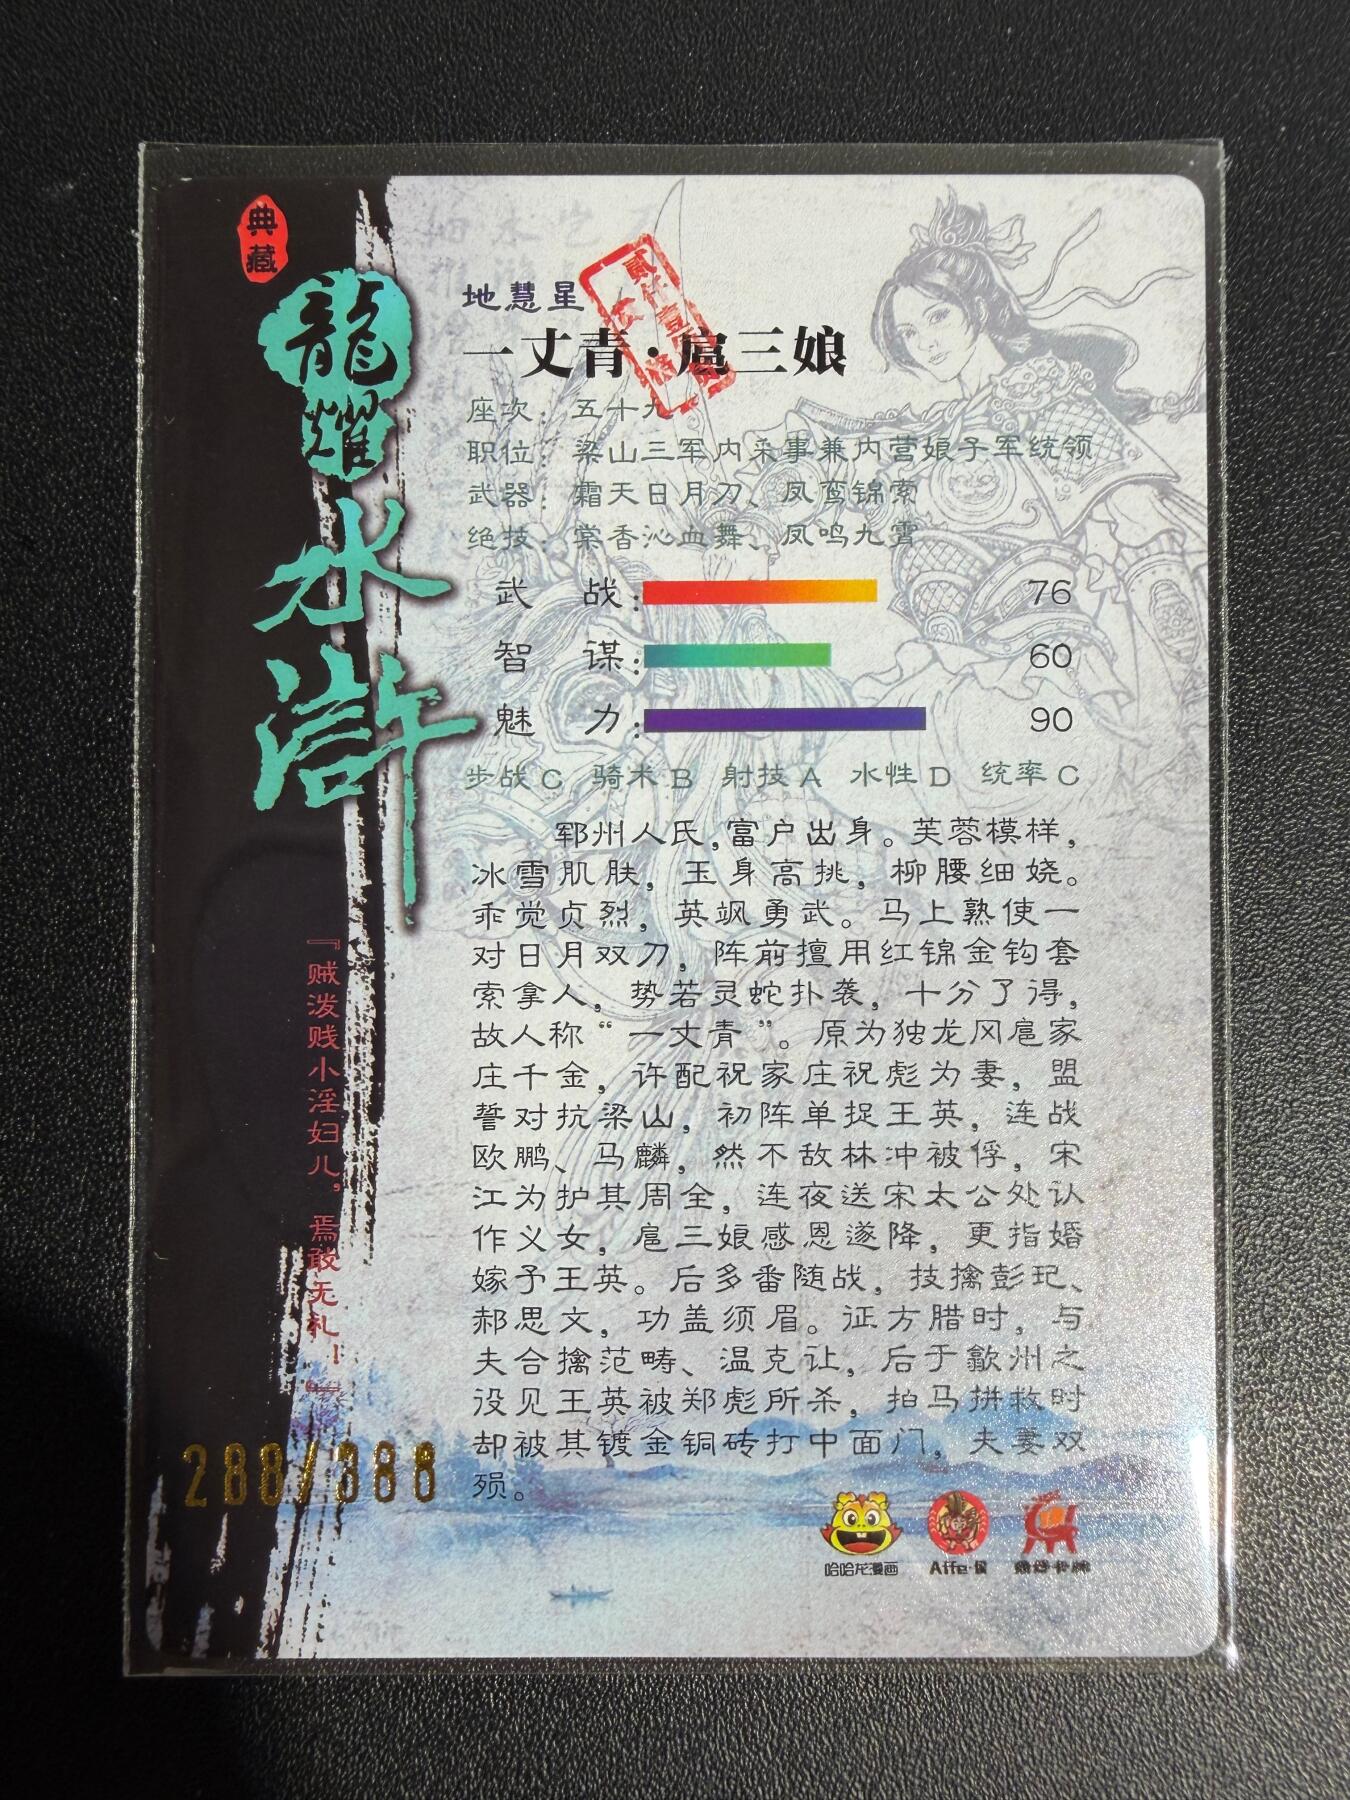 典藏
龍耀水滸
地慧星
一丈青·扈三娘
座次：五十九
职位：梁山三军内采事兼内营娘子军统领
武器：霜天日月刀、凤鸾锦索
绝技：棠香沁血舞、凤鸣九霄
武战：76
智谋：60
魅力：90
步战C 骑术B 射技A 水性D 统率C
郓州人氏，富户出身。芙蓉模样，
冰雪肌肤，玉身高挑，柳腰细娆。
乖觉贞烈，英飒勇武。马上熟使一
对日月双刀，阵前擅用红锦金钩套
索拿人，势若灵蛇扑袭，十分了得，
故人称“一丈青”。原为独龙冈扈家
庄千金，许配祝家庄祝彪为妻，盟
誓对抗梁山，初阵单捉王英，连战
欧鹏、马麟，然不敌林冲被俘，宋
江为护其周全，连夜送宋太公处认
作义女，扈三娘感恩遂降，更指婚
嫁予王英。后多番随战，技擒彭玘、
郝思文，功盖须眉。征方腊时，与
夫合擒范畴、温克让，后于歙州之
役见王英被郑彪所杀，拍马拼救时
却被其镀金铜砖打中面门，夫妻双
殒。
『贼泼贱小淫妇儿，焉敢无礼！』
288/388
哈哈龙漫画
Affe·